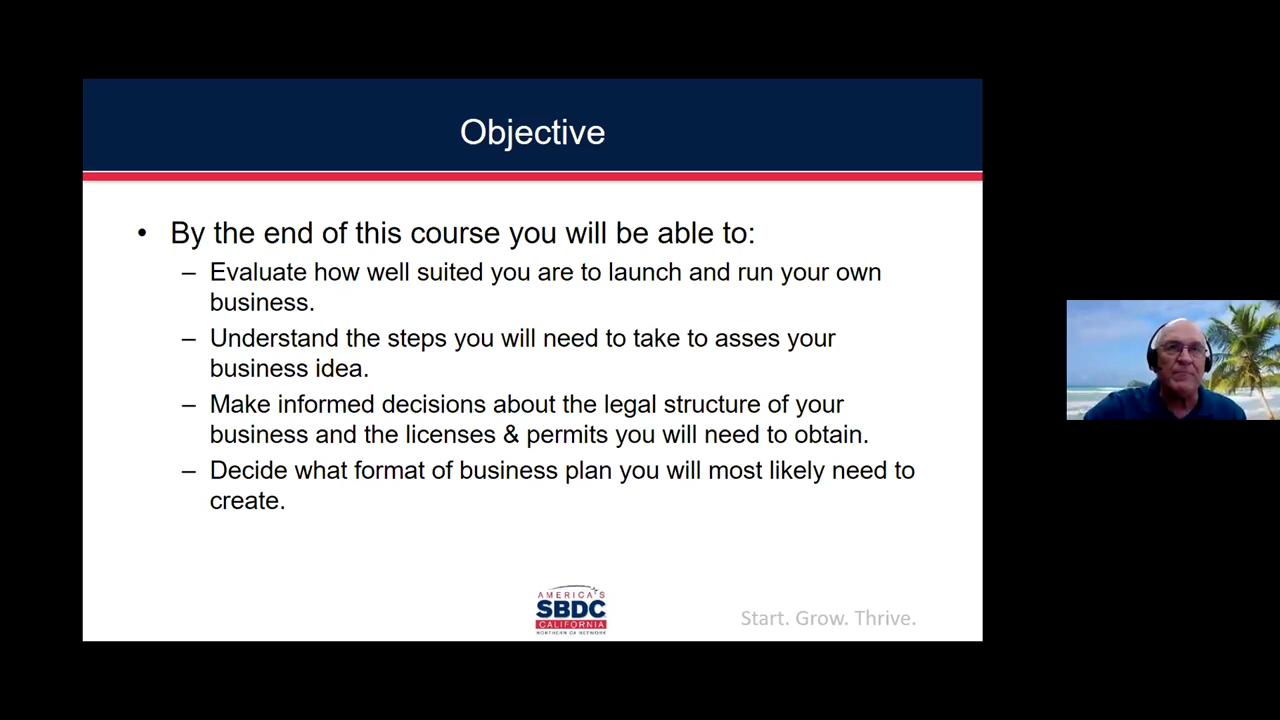 Objective
• By the end of this course you will be able to:
– Evaluate how well suited you are to launch and run your own
business.
– Understand the steps you will need to take to asses your
business idea.
– Make informed decisions about the legal structure of your
business and the licenses & permits you will need to obtain.
– Decide what format of business plan you will most likely need to
create.
AMERICA'S
SBDC
CALIFORNIA
NORTHERN CA NETWORK
Start. Grow. Thrive.